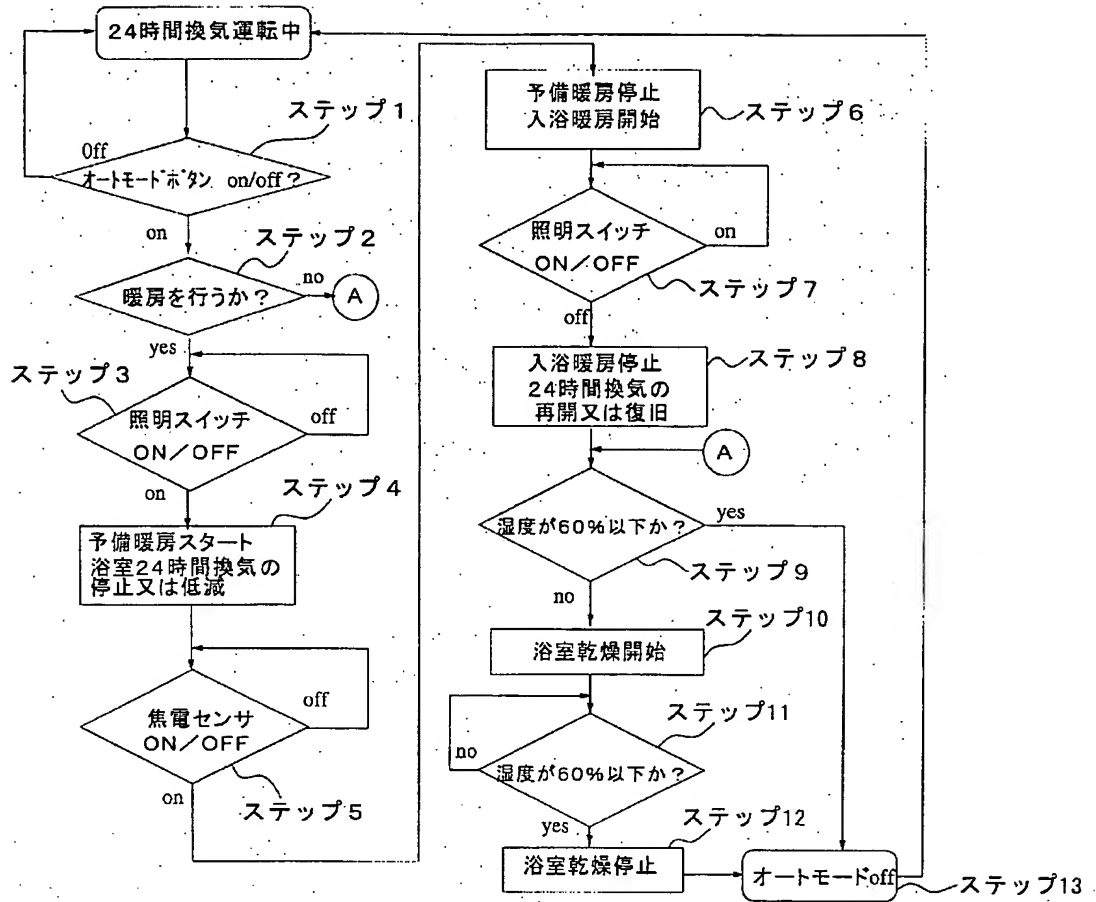 24時間換気運転中
ステップ1
Off
オートモードボタン on/off?
on
ステップ2
no
暖房を行うか?
A
yes
ステップ3
照明スイッチ
ON/OFF
off
on
ステップ4
予備暖房スタート
浴室24時間換気の
停止又は低減
焦電センサ
ON/OFF
off
on
ステップ5
予備暖房停止
入浴暖房開始
ステップ6
照明スイッチ
ON/OFF
on
ステップ7
off
入浴暖房停止
24時間換気の
再開又は復旧
ステップ8
A
湿度が60%以下か?
yes
ステップ9
no
浴室乾燥開始
ステップ10
ステップ11
no
湿度が60%以下か?
yes
ステップ12
浴室乾燥停止
オートモードoff
ステップ13